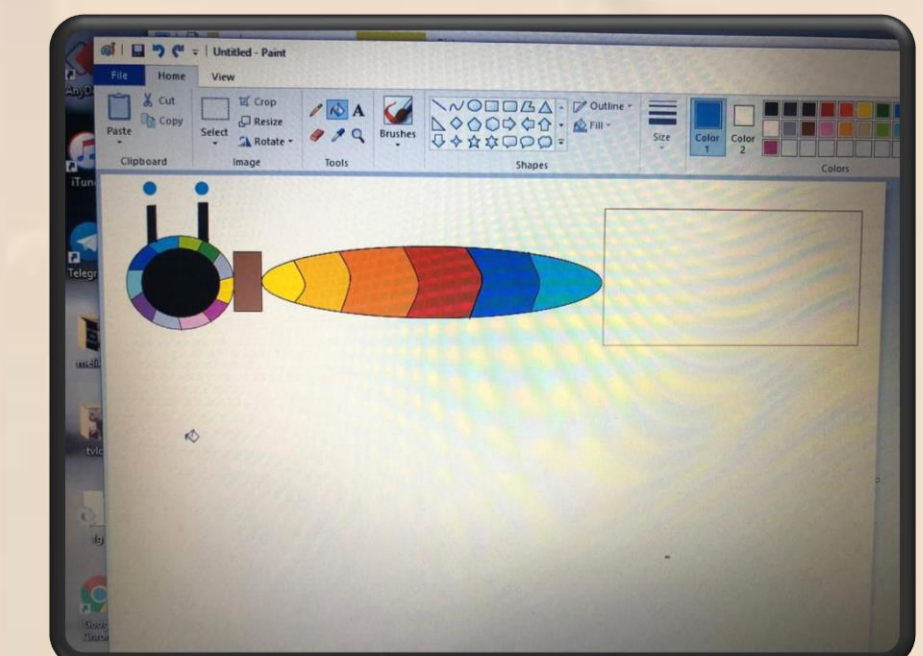 Untitled - Paint
File Home View
Cut
Copy
Paste
Clipboard
Crop
Resize
Rotate
Select
Image
A
Tools
Brushes
Outline
Fill
Shapes
Size
Color 1
Color 2
Colors
iTun
Telegr
tvlc